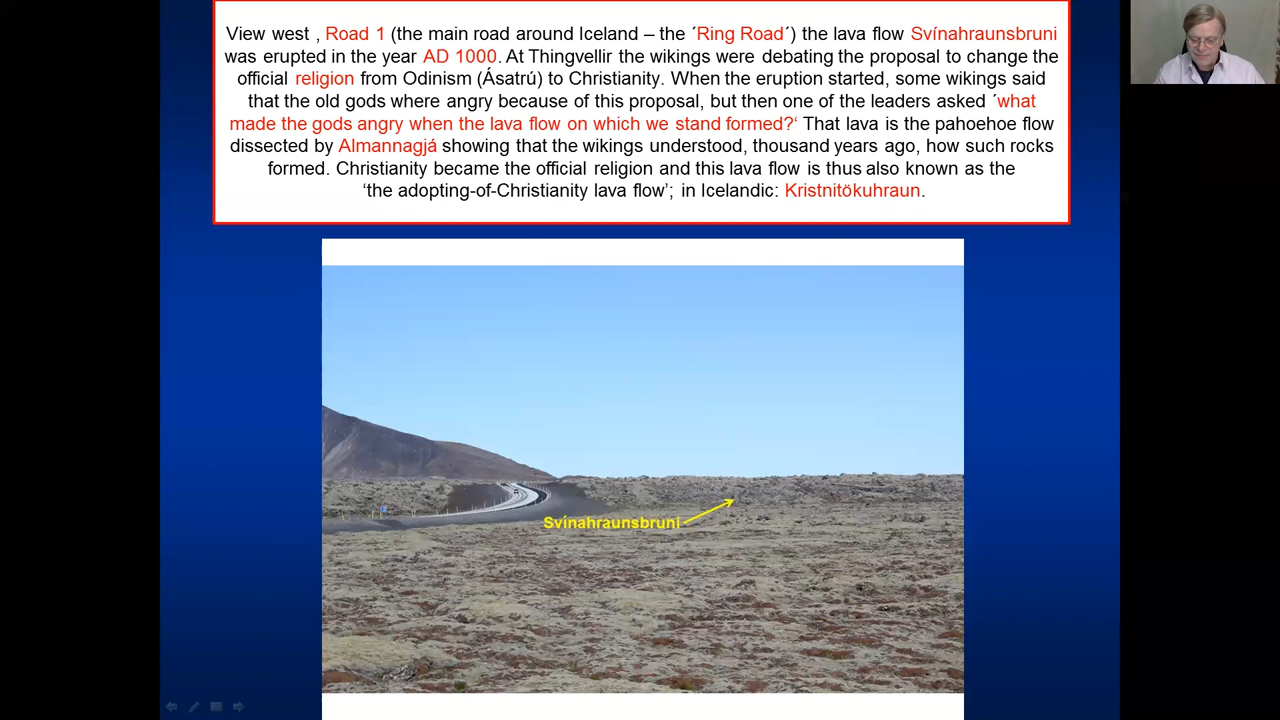 View west , Road 1 (the main road around Iceland – the ´Ring Road´) the lava flow Svínahraunsbruni
was erupted in the year AD 1000. At Thingvellir the wikings were debating the proposal to change the
official religion from Odinism (Ásatrú) to Christianity. When the eruption started, some wikings said
that the old gods where angry because of this proposal, but then one of the leaders asked ´what
made the gods angry when the lava flow on which we stand formed?‘ That lava is the pahoehoe flow
dissected by Almannagjá showing that the wikings understood, thousand years ago, how such rocks
formed. Christianity became the official religion and this lava flow is thus also known as the
‘the adopting-of-Christianity lava flow’; in Icelandic: Kristnitökuhraun.
Svínahraunsbruni